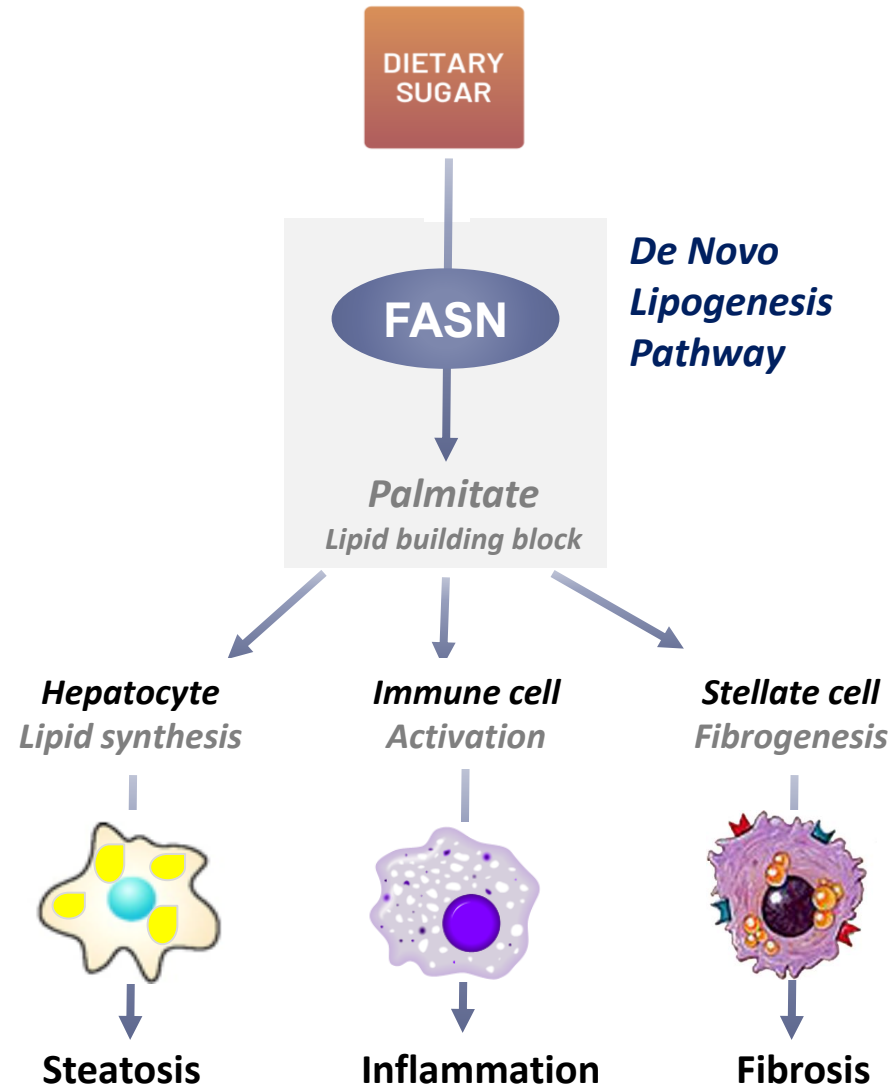 DIETARY
SUGAR
FASN
De Novo
Lipogenesis
Pathway
Palmitate
Lipid building block
Hepatocyte
Lipid synthesis
Immune cell
Activation
Stellate cell
Fibrogenesis
Steatosis
Inflammation
Fibrosis